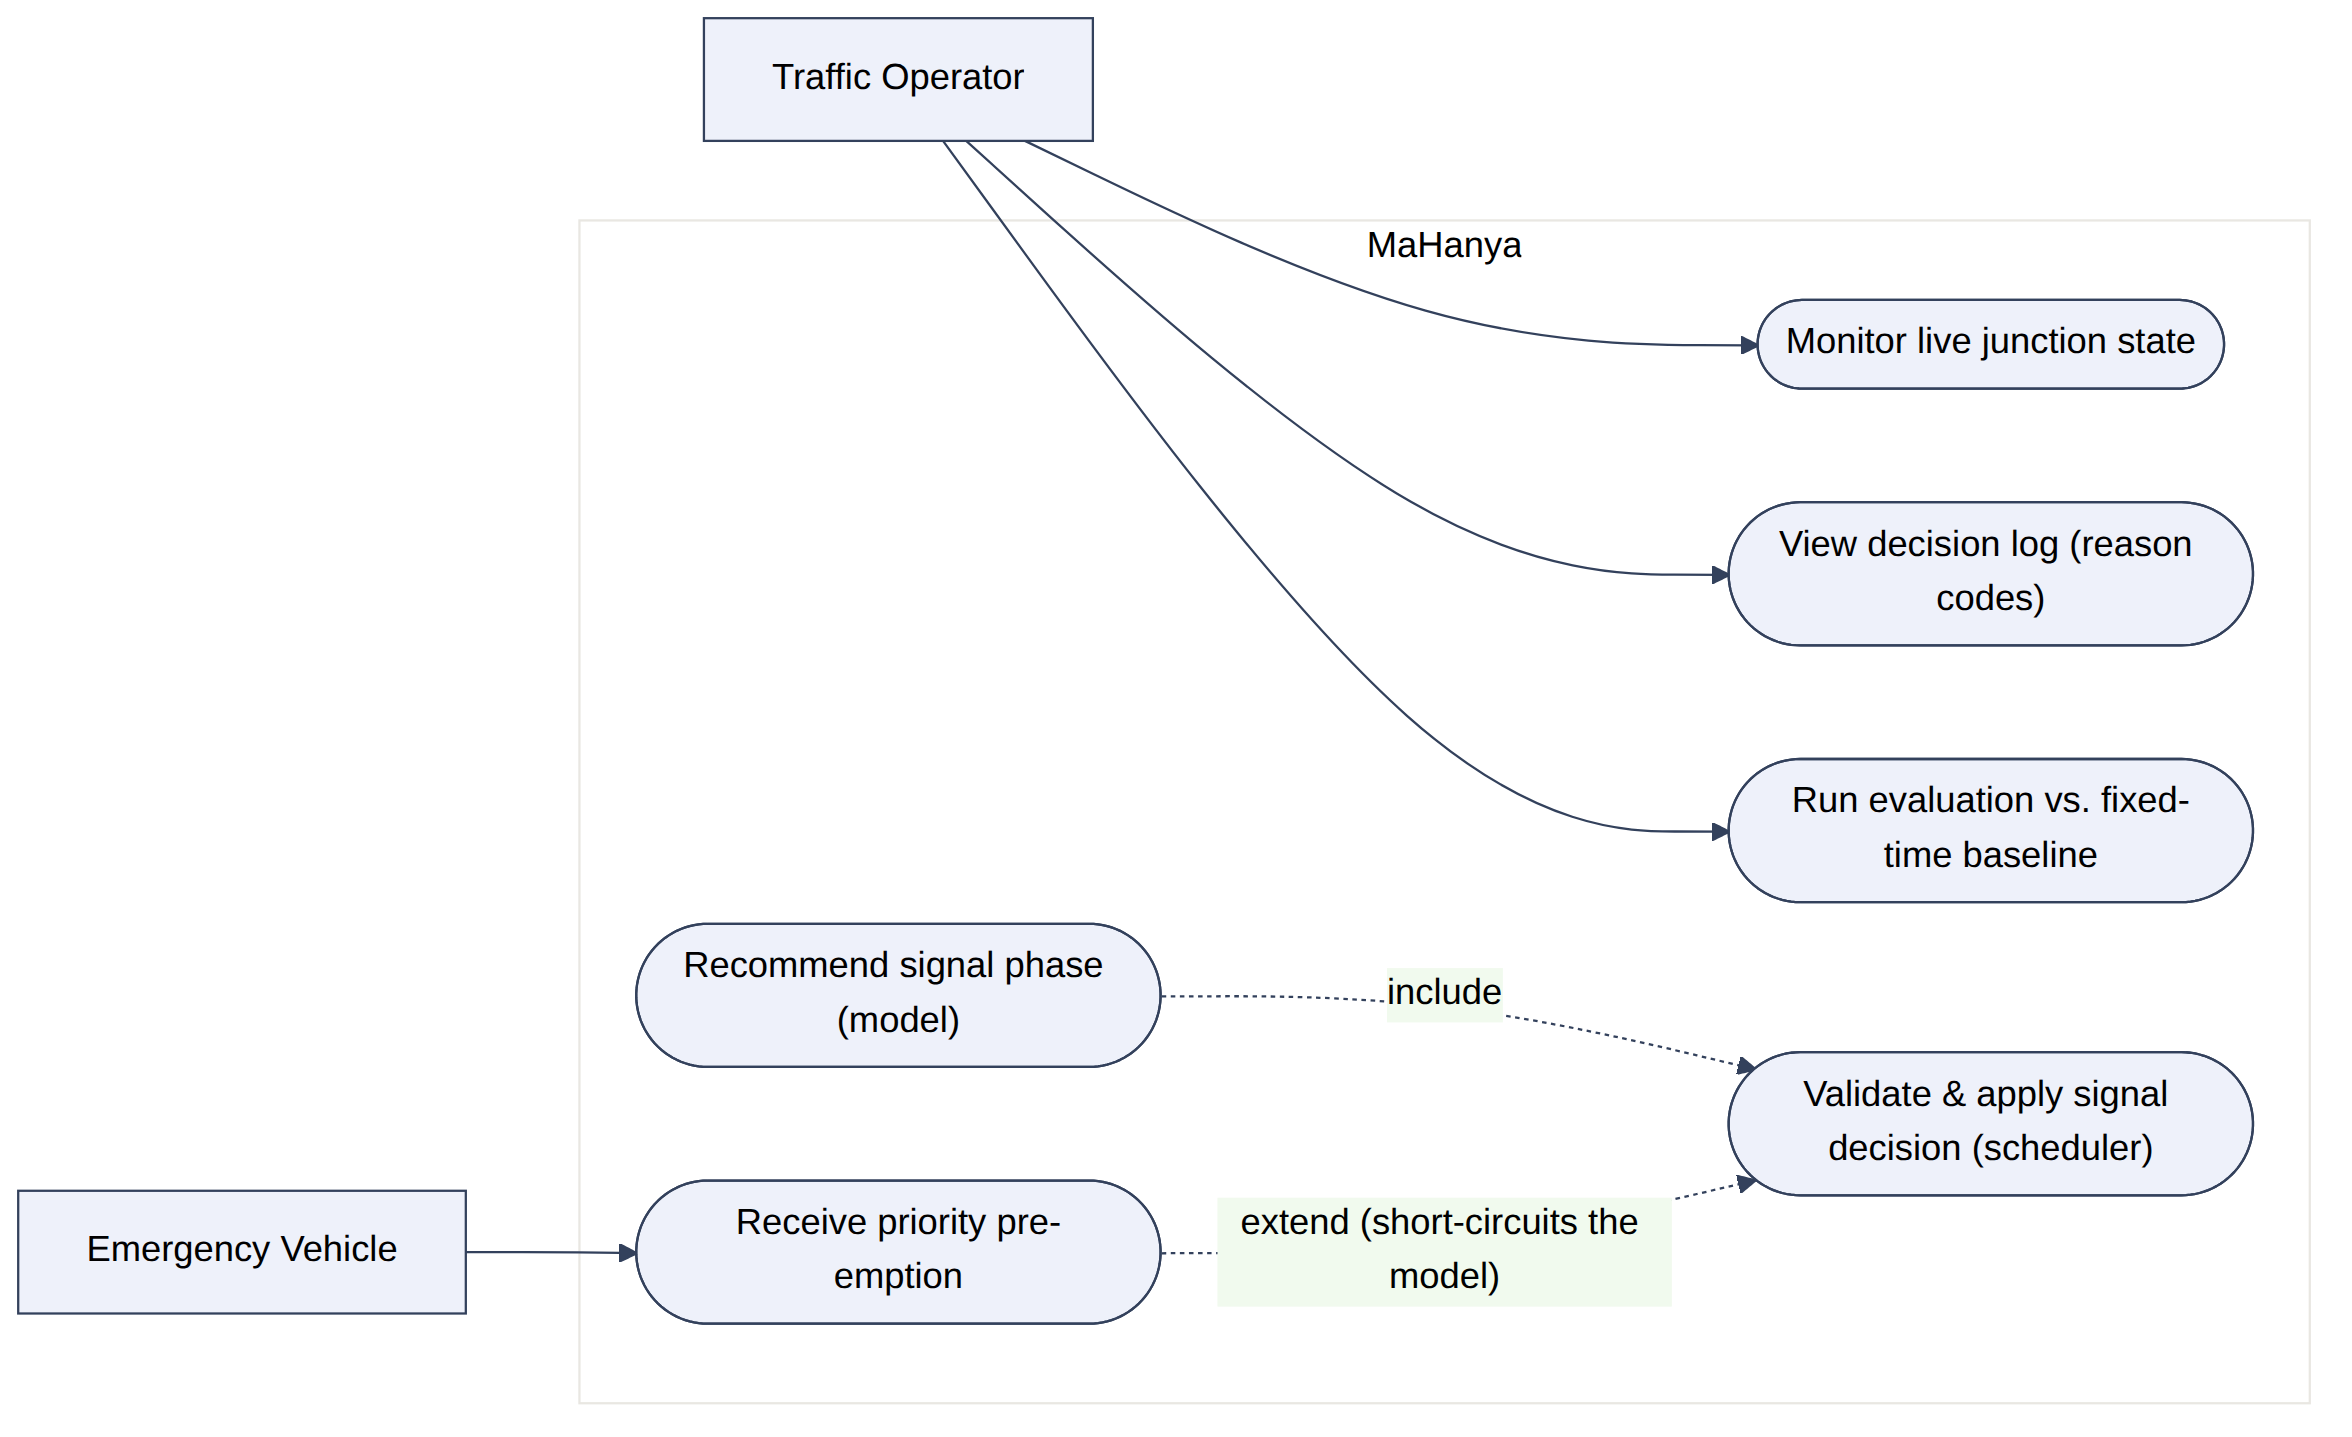 Traffic Operator
MaHanya
Monitor live junction state
View decision log (reason
codes)
Run evaluation vs. fixed-
time baseline
Recommend signal phase
(model)
include
Validate & apply signal
decision (scheduler)
Emergency Vehicle
Receive priority pre-
emption
extend (short-circuits the
model)